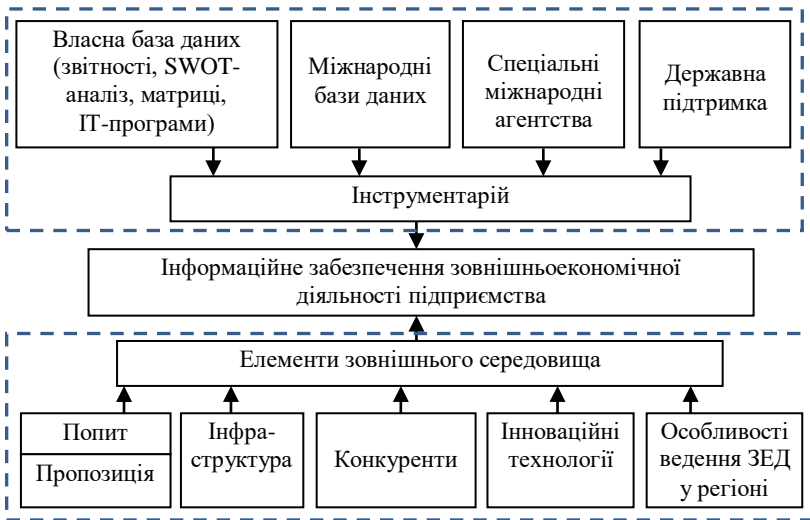 Власна база даних
(звітності, SWOT-
аналіз, матриці,
ІТ-програми)
Міжнародні
бази даних
Спеціальні
міжнародні
агентства
Державна
підтримка
Інструментарій
Інформаційне забезпечення зовнішньоекономічної
діяльності підприємства
Елементи зовнішнього середовища
Попит
Пропозиція
Інфра-
структура
Конкуренти
Інноваційні
технології
Особливості
ведення ЗЕД
у регіоні